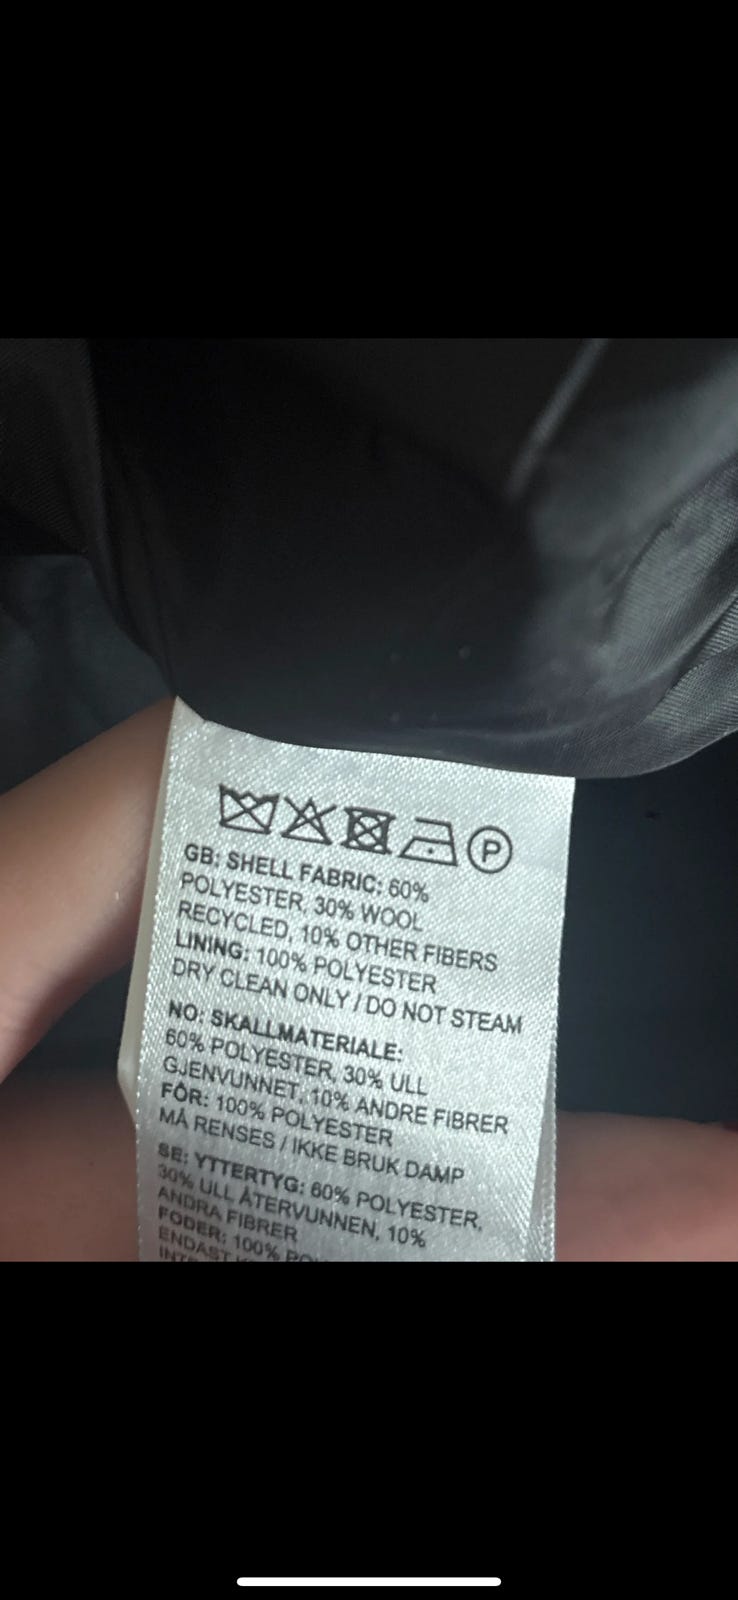 P
GB: SHELL FABRIC: 60%
POLYESTER, 30% WOOL
RECYCLED, 10% OTHER FIBERS
LINING: 100% POLYESTER
DRY CLEAN ONLY / DO NOT STEAM
NO: SKALLMATERIALE:
60% POLYESTER, 30% ULL
GJENVUNNET, 10% ANDRE FIBRER
FÔR: 100% POLYESTER
MÅ RENSES / IKKE BRUK DAMP
SE: YTTERTYG: 60% POLYESTER,
30% ULL ÅTERVUNNEN, 10%
ANDRA FIBRER
FODER: 100%
ENDAST